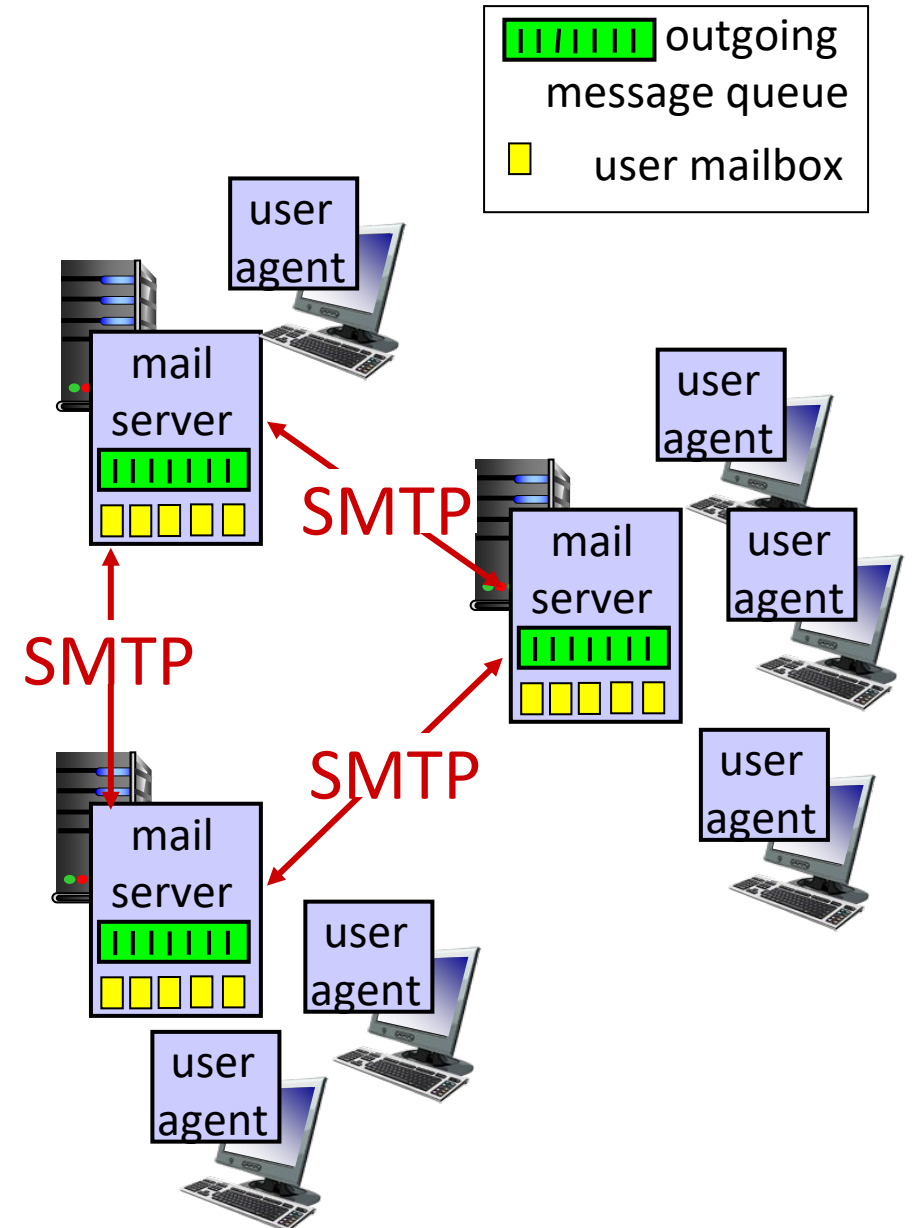 outgoing
message queue
user mailbox
user
agent
mail
server
SMTP
user
agent
mail
server
user
agent
SMTP
SMTP
user
agent
mail
server
user
agent
user
agent